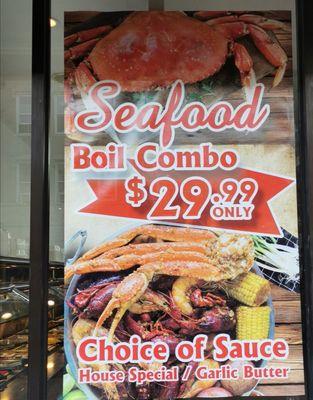 Seafood
Boil Combo
$29.99
ONLY
Choice of Sauce
House Special / Garlic Butter